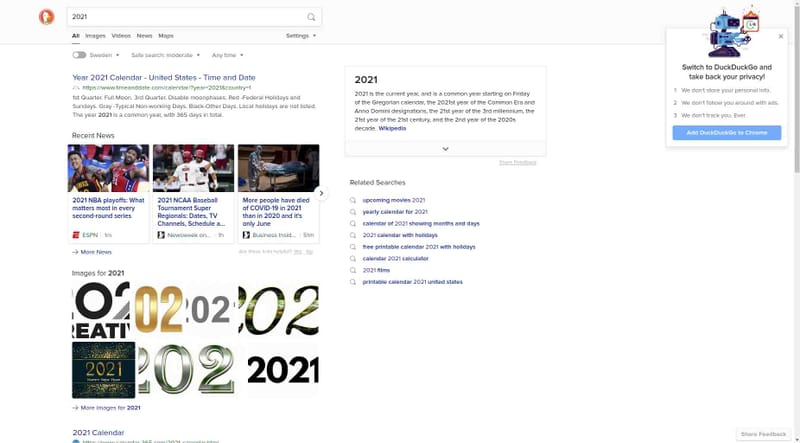 2021
All Images Videos News Maps
Settings
Sweden
Safe search: moderate
Any time
Year 2021 Calendar - United States - Time and Date
https://www.timeanddate.com/calendar/?year=2021&country=1
1st Quarter. Full Moon. 3rd Quarter. Disable moonphases. Red -Federal Holidays and
Sundays. Gray -Typical Non-working Days. Black-Other Days. Local holidays are not listed.
The year 2021 is a common year, with 365 days in total.
Recent News
2021 NBA playoffs: What
matters most in every
second-round series
ESPN
2021 NCAA Baseball
Tournament Super
Regionals: Dates, TV
Channels, Schedule a...
Newsweek on... 1h
More people have died
of COVID-19 in 2021
than in 2020 and it's
only June
Business Insid...
More News
Are these links helpful? Yes No
Images for 2021
CREATIV
202
202
202
2021
202
2021
More Images for 2021
2021 Calendar
2021
2021 is the current year, and is a common year starting on Friday
of the Gregorian calendar, the 2021st year of the Common Era and
Anno Domini designations, the 21st year of the 3rd millennium, the
21st year of the 21st century, and the 2nd year of the 2020s
decade. Wikipedia
Share Feedback
Related Searches
upcoming movies 2021
yearly calendar for 2021
calendar of 2021 showing months and days
2021 calendar with holidays
free printable calendar 2021 with holidays
calendar 2021 calculator
2021 films
printable calendar 2021 united states
Switch to DuckDuckGo and
take back your privacy!
1 We don't store your personal info.
2 We don't follow you around with ads.
3 We don't track you. Ever.
Add DuckDuckGo to Chrome
Share Feedback